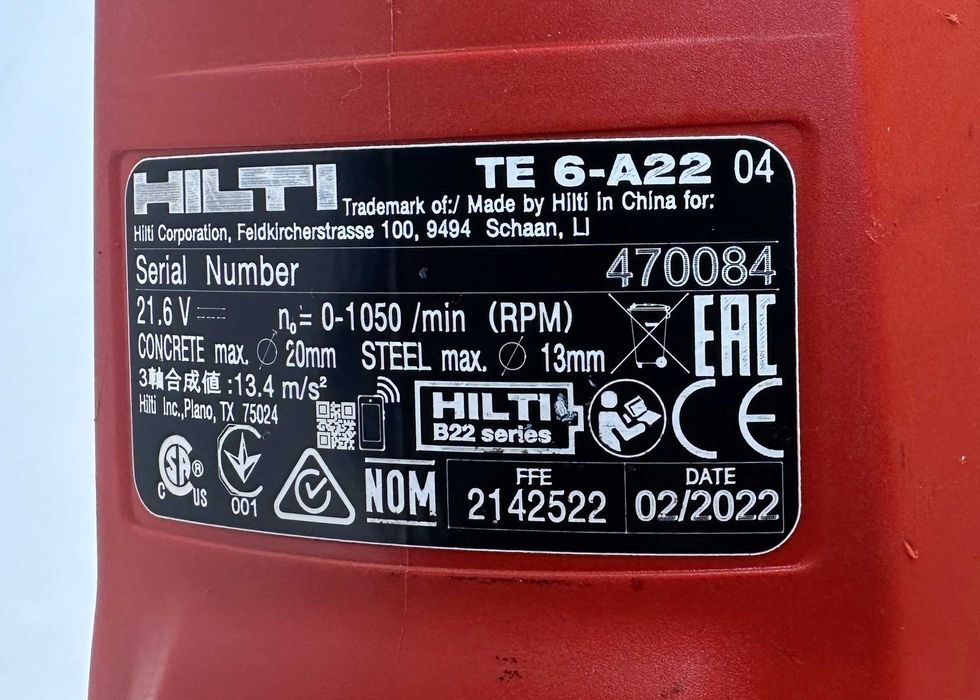 HILTI TE 6-A22 04
Trademark of:/ Made by Hilti in China for:
Hilti Corporation, Feldkircherstrasse 100, 9494 Schaan, LI
Serial Number 470084
21.6 V n₀= 0-1050 /min (RPM)
CONCRETE max. ∅ 20mm STEEL max. ∅ 13mm
EAC
3軸合成値:13.4 m/s²
Hilti Inc.,Plano, TX 75024
HILTI
B22 series
CE
C SA ® US
001
NOM
FFE
2142522
DATE
02/2022